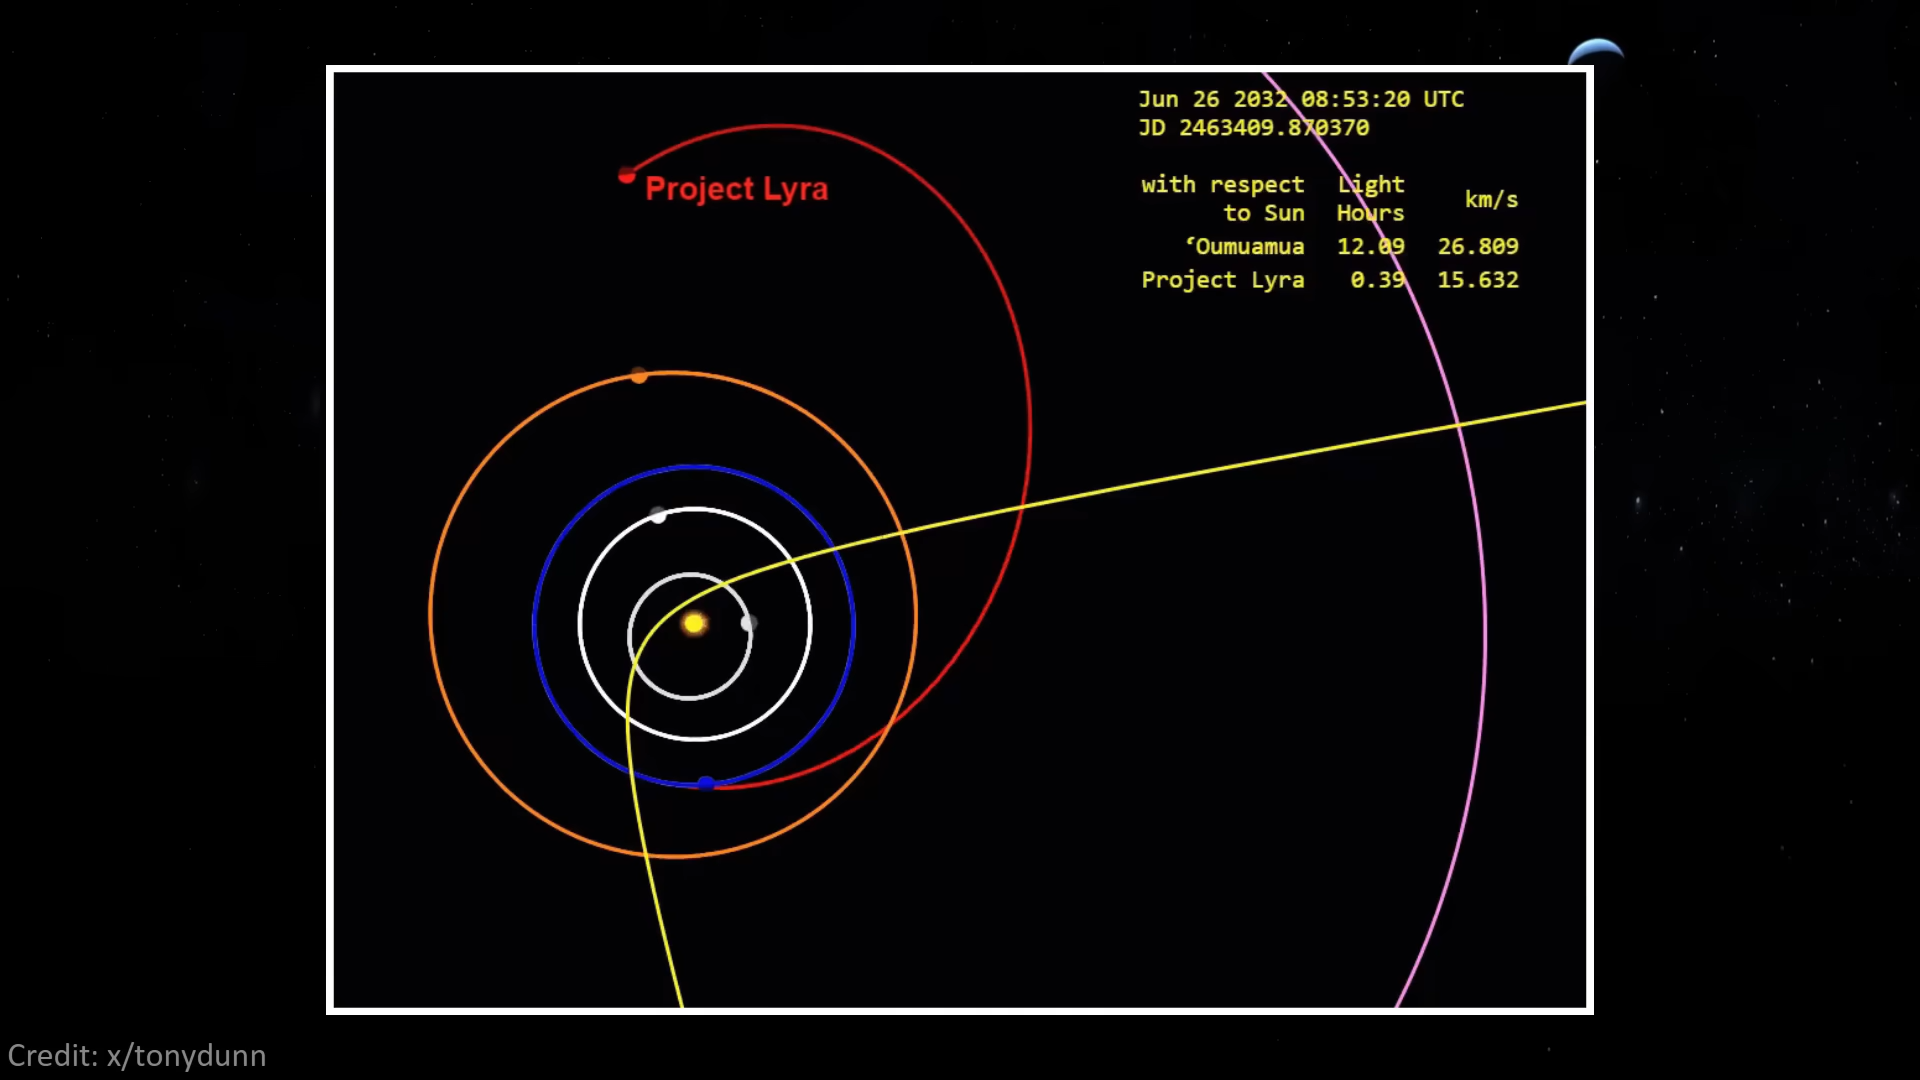 Jun 26 2032 08:53:20 UTC
JD 2463409.870370
with respect to Sun Light Hours km/s
‘Oumuamua 12.09 26.809
Project Lyra 0.39 15.632
Project Lyra
Credit: x/tonydunn